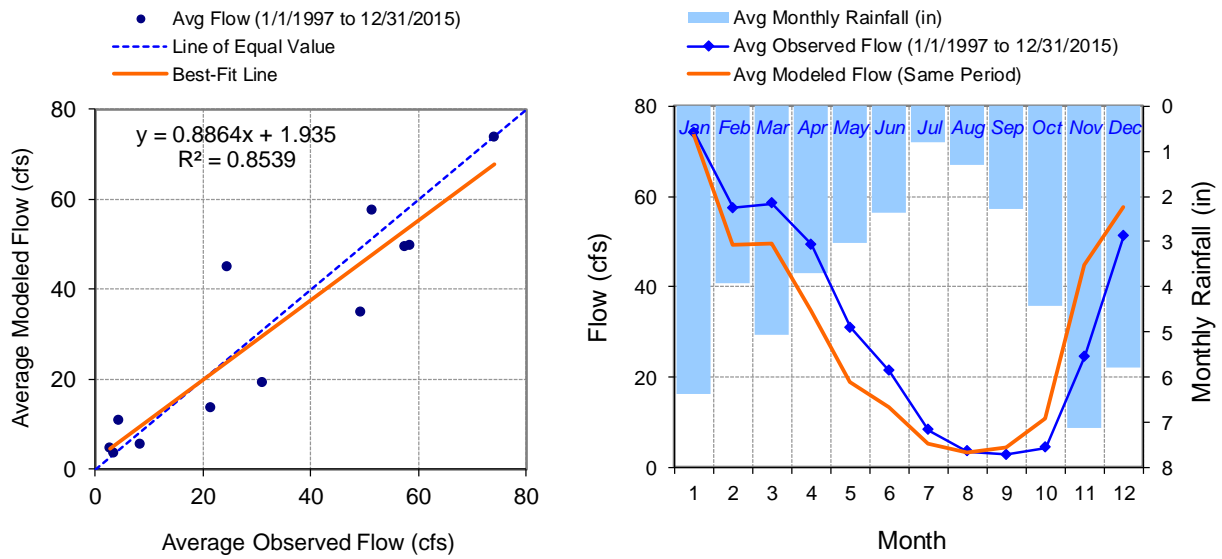 Avg Flow (1/1/1997 to 12/31/2015)
Line of Equal Value
Best-Fit Line
y = 0.8864x + 1.935
R² = 0.8539
Average Modeled Flow (cfs)
80
60
40
20
0
0 20 40 60 80
Average Observed Flow (cfs)
Avg Monthly Rainfall (in)
Avg Observed Flow (1/1/1997 to 12/31/2015)
Avg Modeled Flow (Same Period)
Flow (cfs)
80
60
40
20
0
Jan Feb Mar Apr May Jun Jul Aug Sep Oct Nov Dec
0
1
2
3
4
5
6
7
8
Monthly Rainfall (in)
1 2 3 4 5 6 7 8 9 10 11 12
Month